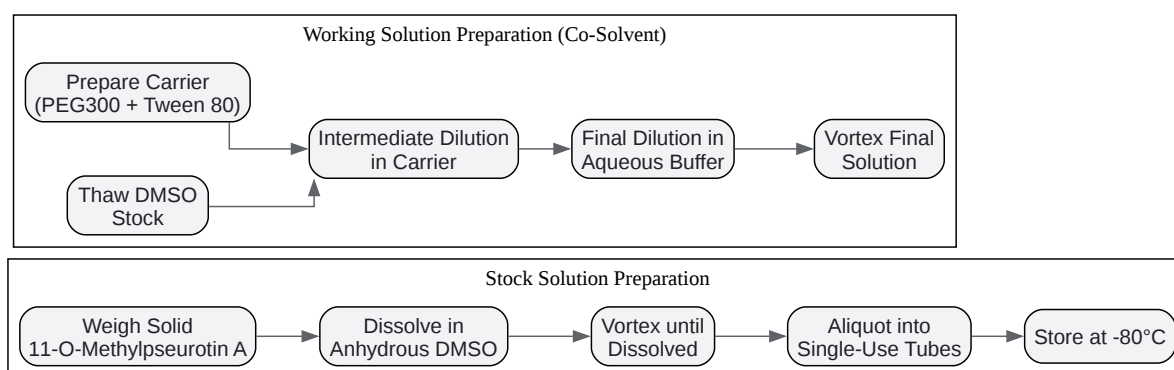 Working Solution Preparation (Co-Solvent)
Prepare Carrier
(PEG300 + Tween 80)
Thaw DMSO
Stock
Intermediate Dilution
in Carrier
Final Dilution in
Aqueous Buffer
Vortex Final
Solution
Stock Solution Preparation
Weigh Solid
11-O-Methylpseurotin A
Dissolve in
Anhydrous DMSO
Vortex until
Dissolved
Aliquot into
Single-Use Tubes
Store at -80°C